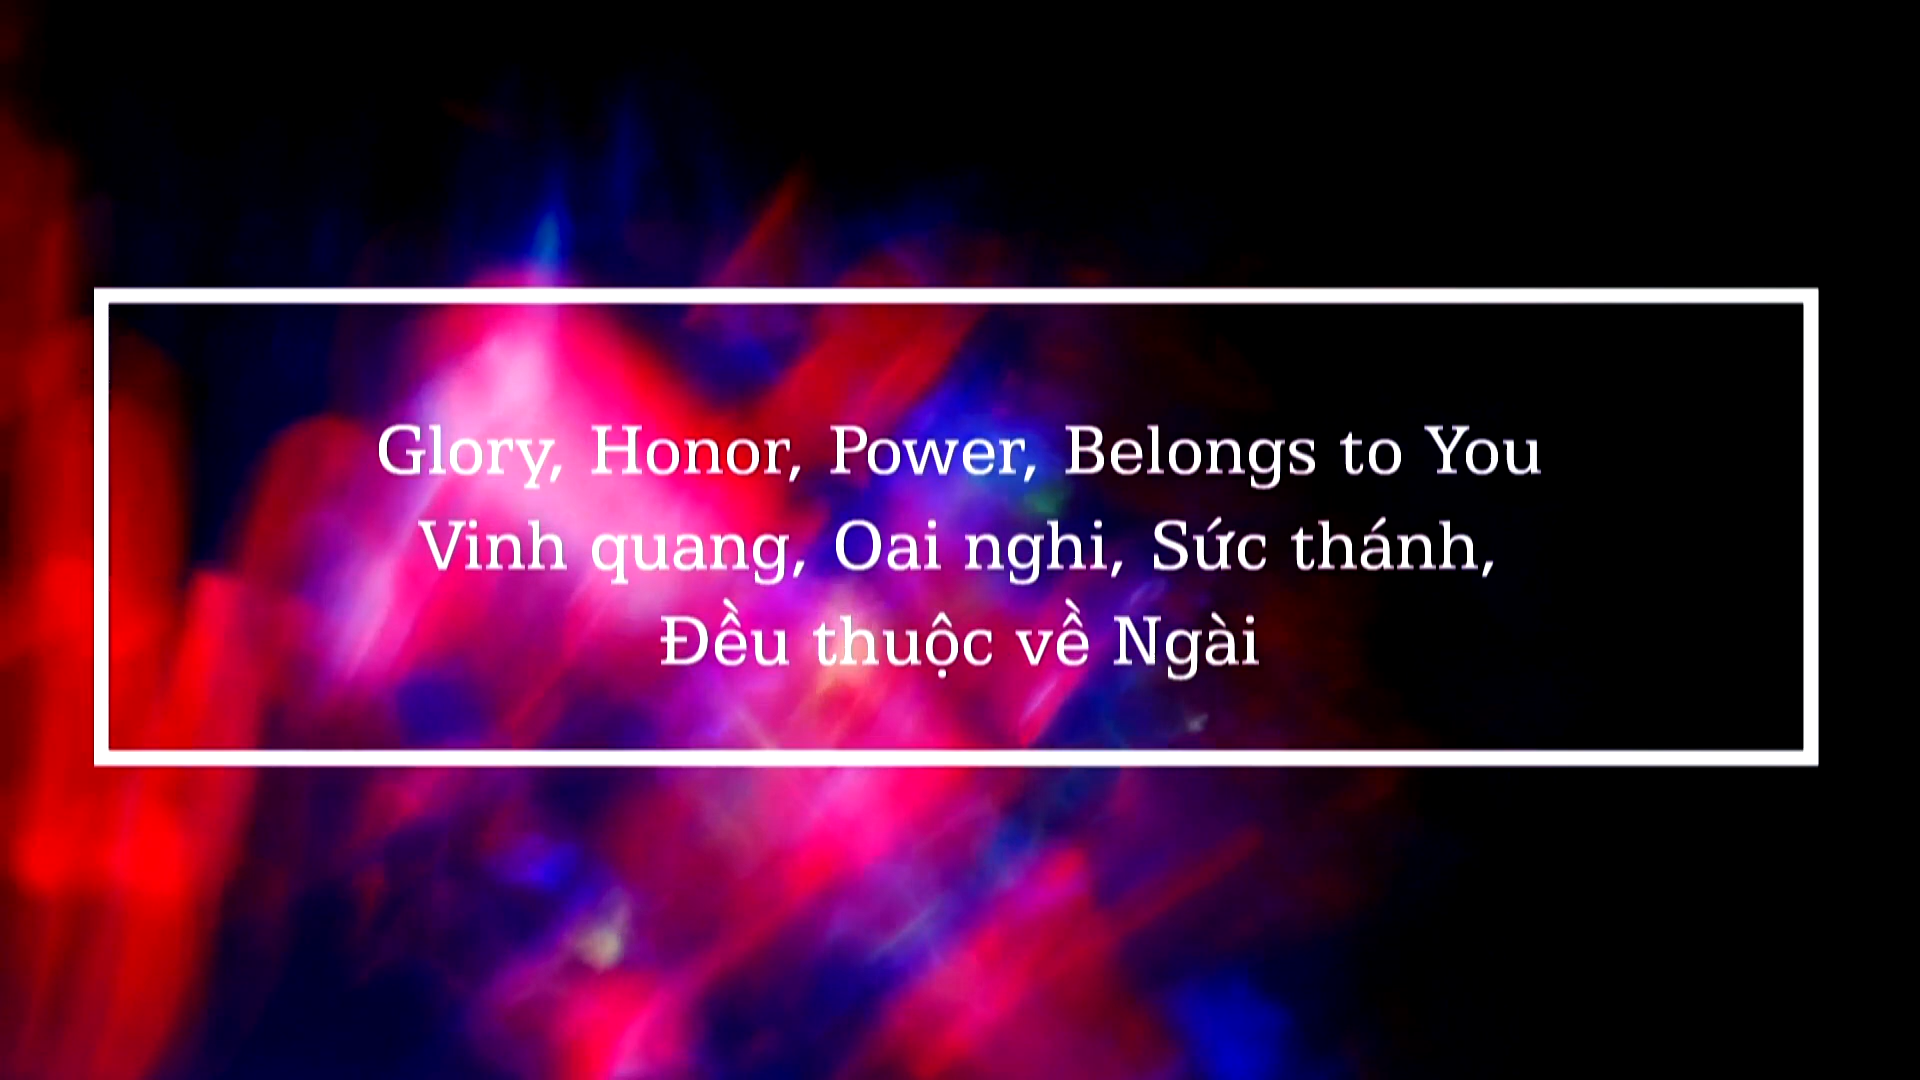 Glory, Honor, Power, Belongs to You
Vinh quang, Oai nghi, Sức thánh,
Đều thuộc về Ngài